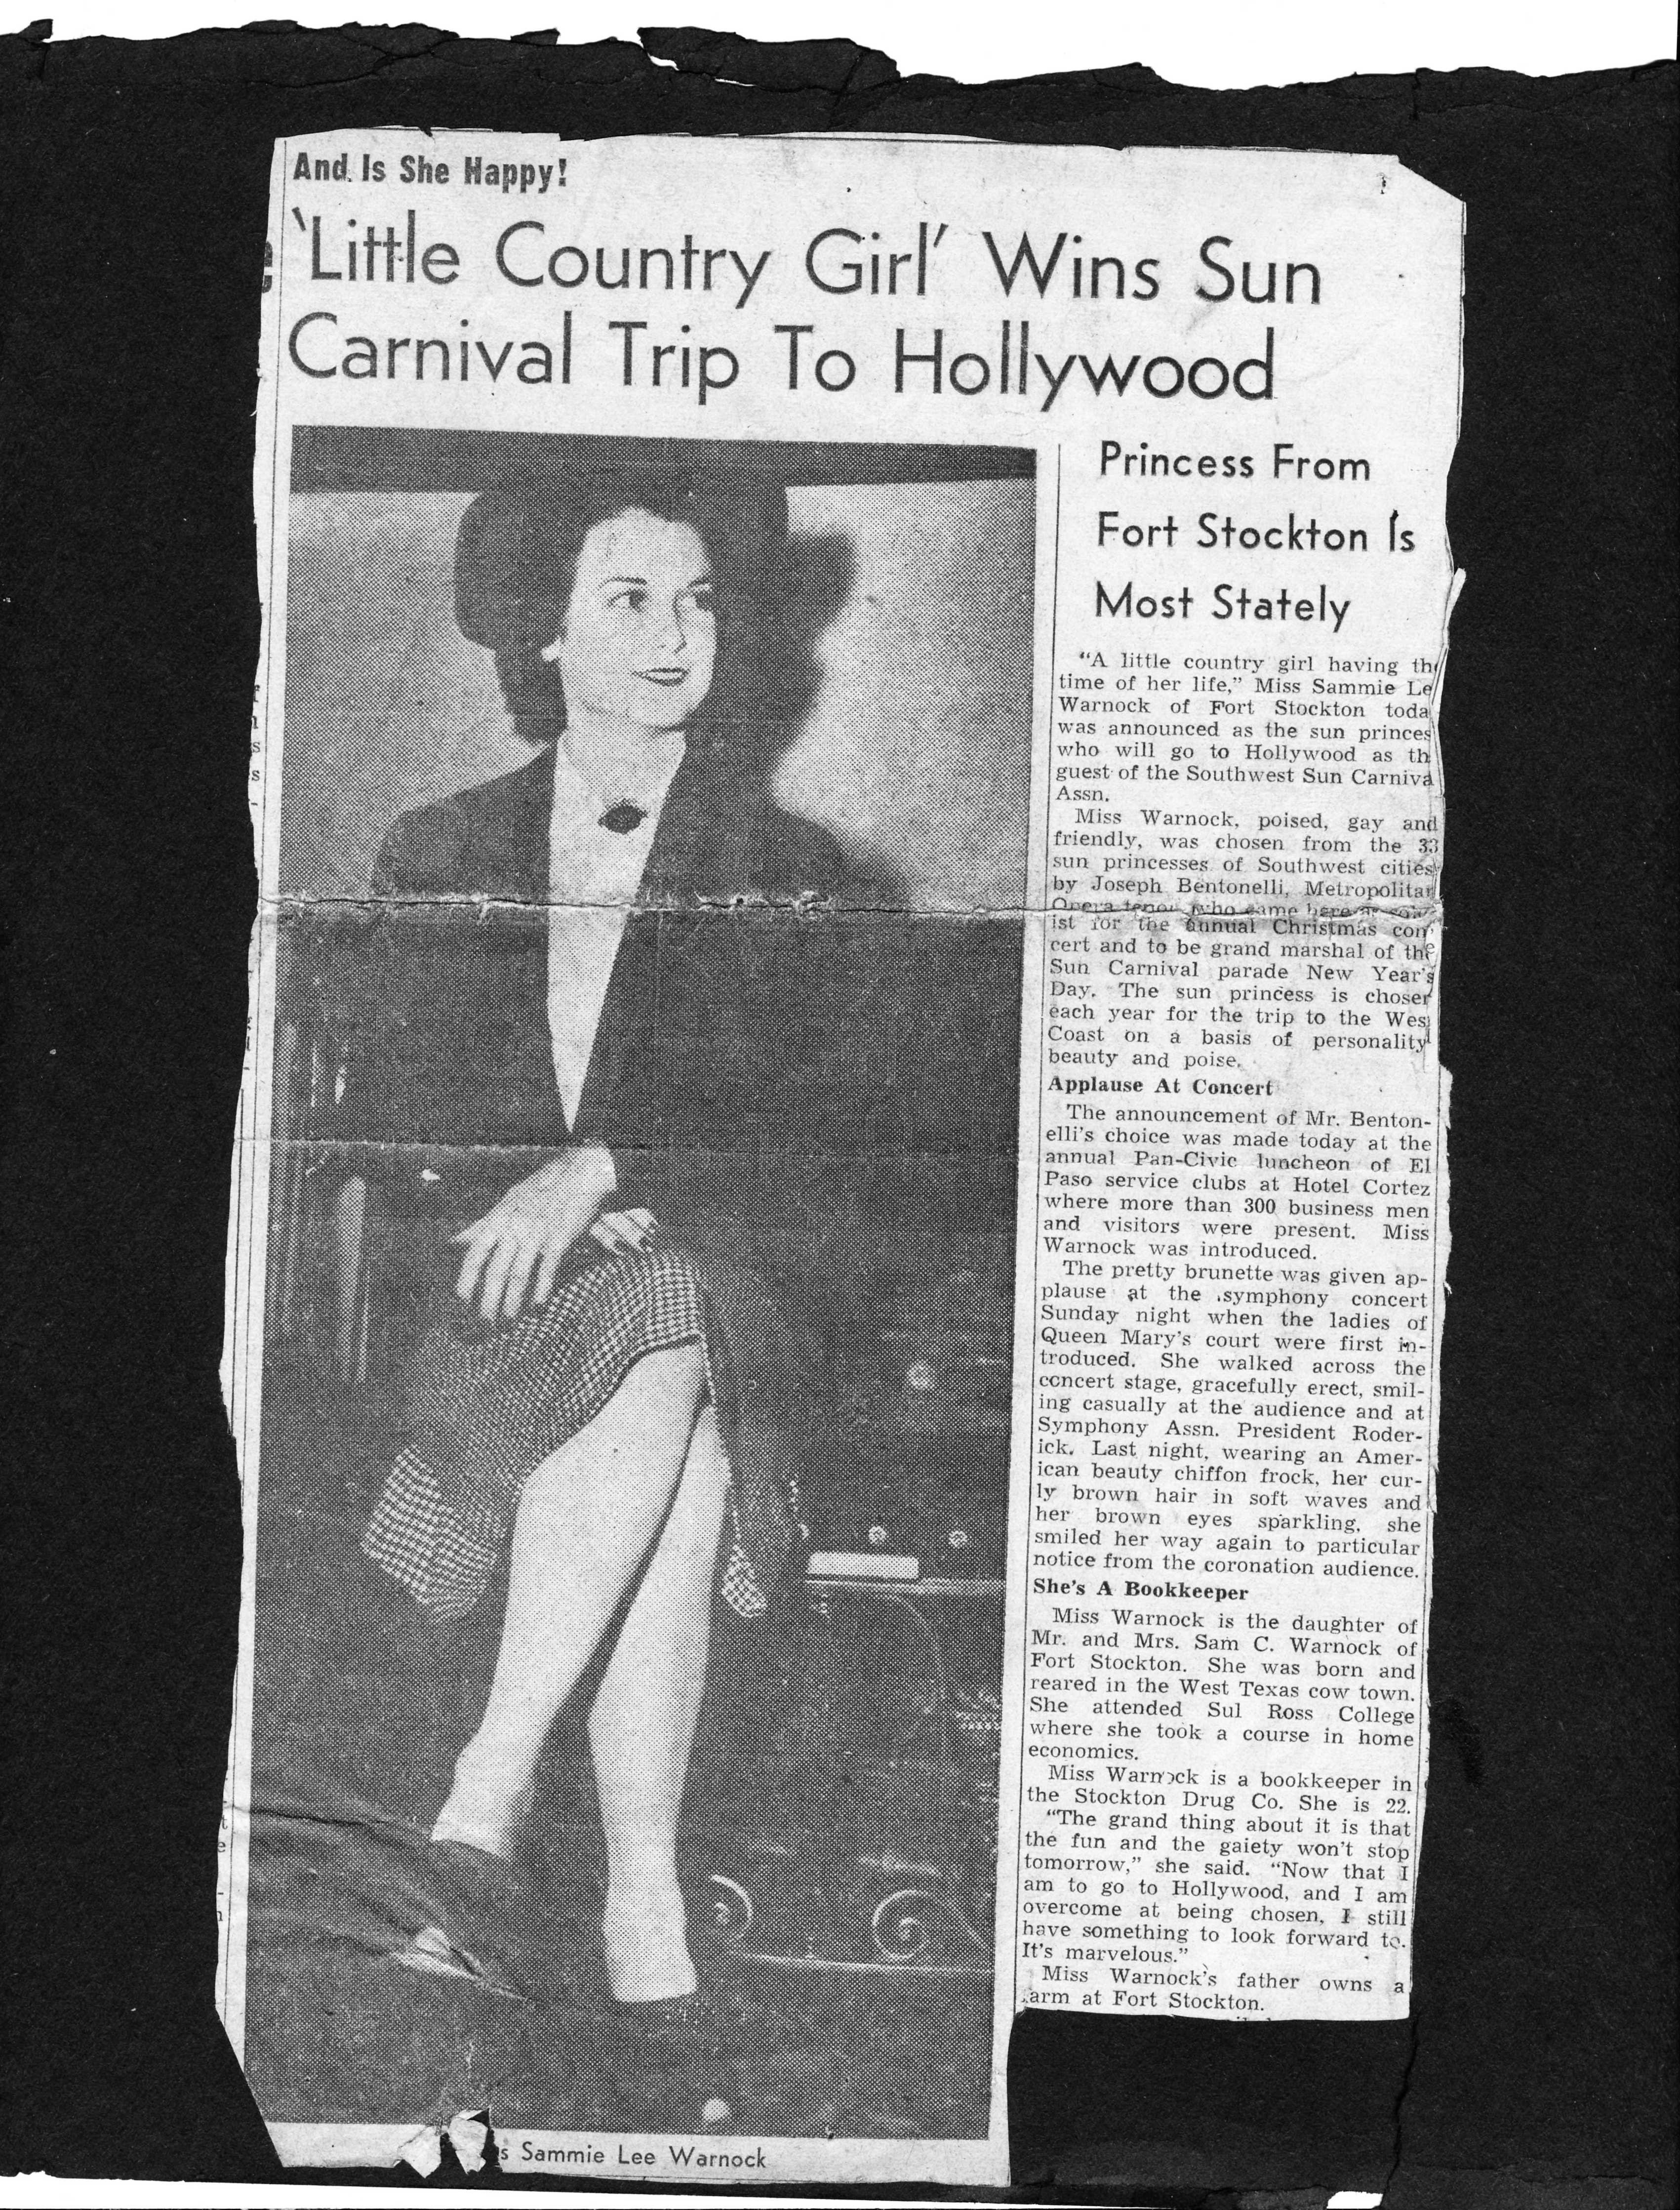 And Is She Happy!
'Little Country Girl' Wins Sun
Carnival Trip To Hollywood
Princess From
Fort Stockton Is
Most Stately
"A little country girl having th
time of her life," Miss Sammie Le
Warnock of Fort Stockton toda
was announced as the sun princes
who will go to Hollywood as th
guest of the Southwest Sun Carniva
Assn.
Miss Warnock, poised, gay and
friendly, was chosen from the 33
sun princesses of Southwest cities
by Joseph Bentonelli, Metropolitan
Opera tenor who came here as
ist for the annual Christmas con
cert and to be grand marshal of the
Sun Carnival parade New Year's
Day. The sun princess is chosen
each year for the trip to the West
Coast on a basis of personality
beauty and poise.
Applause At Concert
The announcement of Mr. Benton-
elli's choice was made today at the
annual Pan-Civic luncheon of El
Paso service clubs at Hotel Cortez
where more than 300 business men
and visitors were present. Miss
Warnock was introduced.
The pretty brunette was given ap-
plause at the symphony concert
Sunday night when the ladies of
Queen Mary's court were first in-
troduced. She walked across the
concert stage, gracefully erect, smil-
ing casually at the audience and at
Symphony Assn. President Roder-
ick. Last night, wearing an Amer-
ican beauty chiffon frock, her cur-
ly brown hair in soft waves and
her brown eyes sparkling, she
smiled her way again to particular
notice from the coronation audience.
She's A Bookkeeper
Miss Warnock is the daughter of
Mr. and Mrs. Sam C. Warnock of
Fort Stockton. She was born and
reared in the West Texas cow town.
She attended Sul Ross College
where she took a course in home
economics.
Miss Warnock is a bookkeeper in
the Stockton Drug Co. She is 22.
"The grand thing about it is that
the fun and the gaiety won't stop
tomorrow," she said. "Now that I
am to go to Hollywood, and I am
overcome at being chosen, I still
have something to look forward to.
It's marvelous."
Miss Warnock's father owns a
arm at Fort Stockton.
s Sammie Lee Warnock